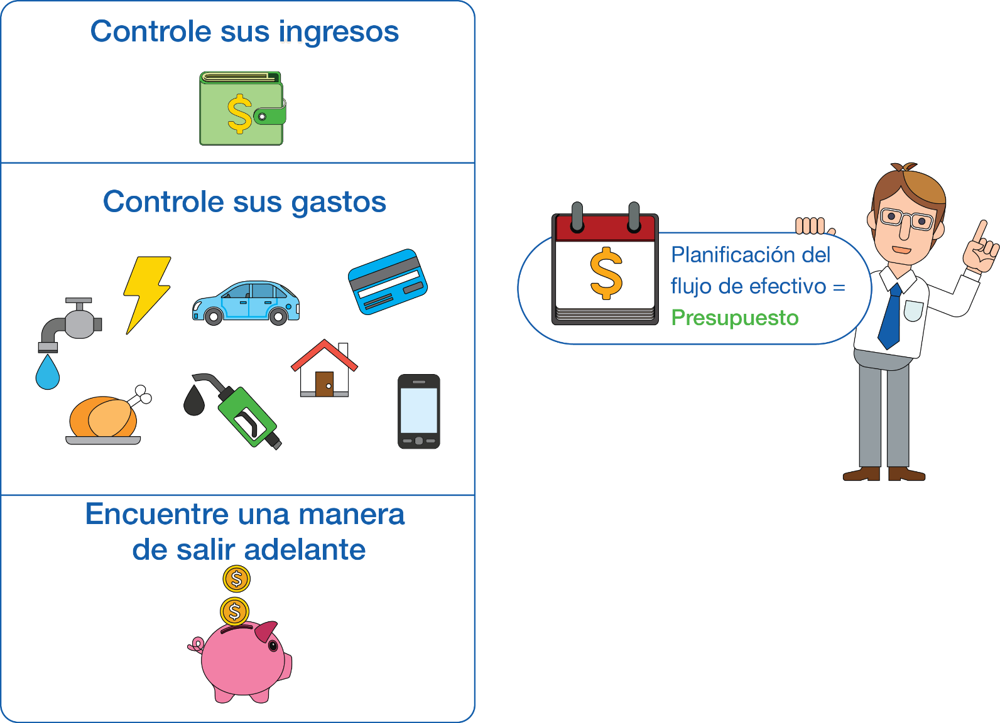 Controle sus ingresos
$
Controle sus gastos
Encuentre una manera
de salir adelante
$
$
$
Planificación del
flujo de efectivo =
Presupuesto